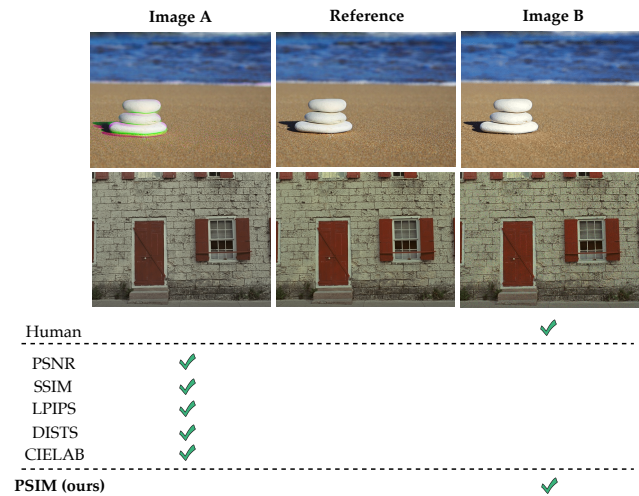 Image A Reference Image B
Human
PSNR
SSIM
LPIPS
DISTS
CIELAB
PSIM (ours)